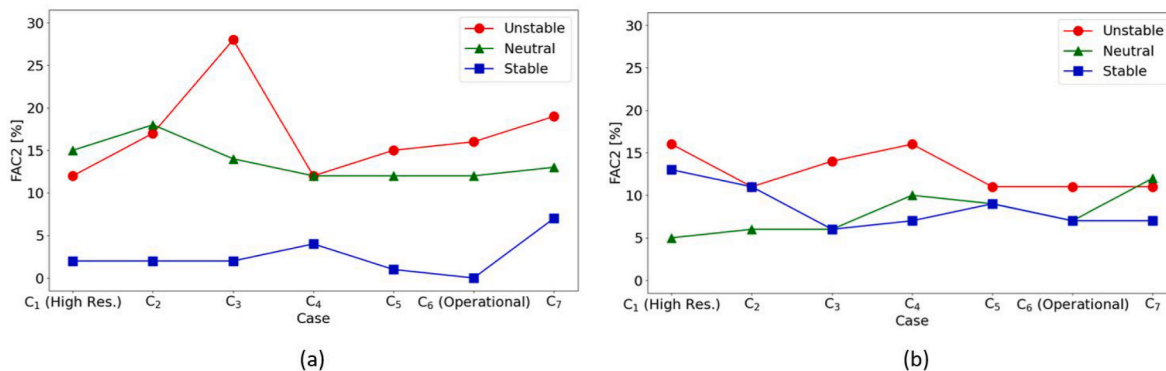 30
25
20
15
10
5
0
FAC2 [%]
Unstable
Neutral
Stable
C₁ (High Res.) C₂ C₃ C₄ C₅ C₆ (Operational) C₇
Case
(a)
30
25
20
15
10
5
0
FAC2 [%]
Unstable
Neutral
Stable
C₁ (High Res.) C₂ C₃ C₄ C₅ C₆ (Operational) C₇
Case
(b)